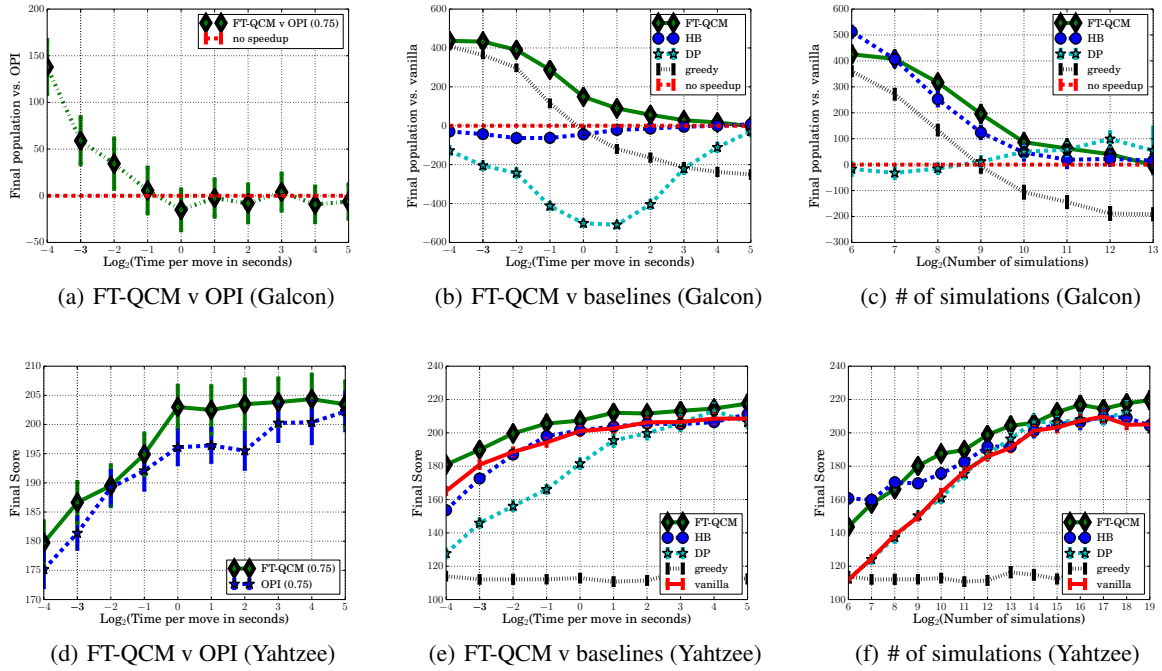 200
150
100
50
0
−50
−4
−3
−2
−1
0
1
2
3
4
5
Final population vs. OPI
Log2(Time per move in seconds)
FT-QCM v OPI (0.75)
no speedup
(a) FT-QCM v OPI (Galcon)
600
400
200
0
−200
−400
−600
−4
−3
−2
−1
0
1
2
3
4
5
Final population vs. vanilla
Log2(Time per move in seconds)
FT-QCM
HB
DP
greedy
no speedup
(b) FT-QCM v baselines (Galcon)
600
500
400
300
200
100
0
−100
−200
−300
6
7
8
9
10
11
12
13
Final population vs. vanilla
Log2(Number of simulations)
FT-QCM
HB
DP
greedy
no speedup
(c) # of simulations (Galcon)
210
205
200
195
190
185
180
175
170
−4
−3
−2
−1
0
1
2
3
4
5
Final Score
Log2(Time per move in seconds)
FT-QCM (0.75)
OPI (0.75)
(d) FT-QCM v OPI (Yahtzee)
240
220
200
180
160
140
120
100
−4
−3
−2
−1
0
1
2
3
4
5
Final Score
Log2(Time per move in seconds)
FT-QCM
HB
DP
greedy
vanilla
(e) FT-QCM v baselines (Yahtzee)
240
220
200
180
160
140
120
100
6
7
8
9
10
11
12
13
14
15
16
17
18
19
Final Score
Log2(Number of simulations)
FT-QCM
HB
DP
greedy
vanilla
(f) # of simulations (Yahtzee)